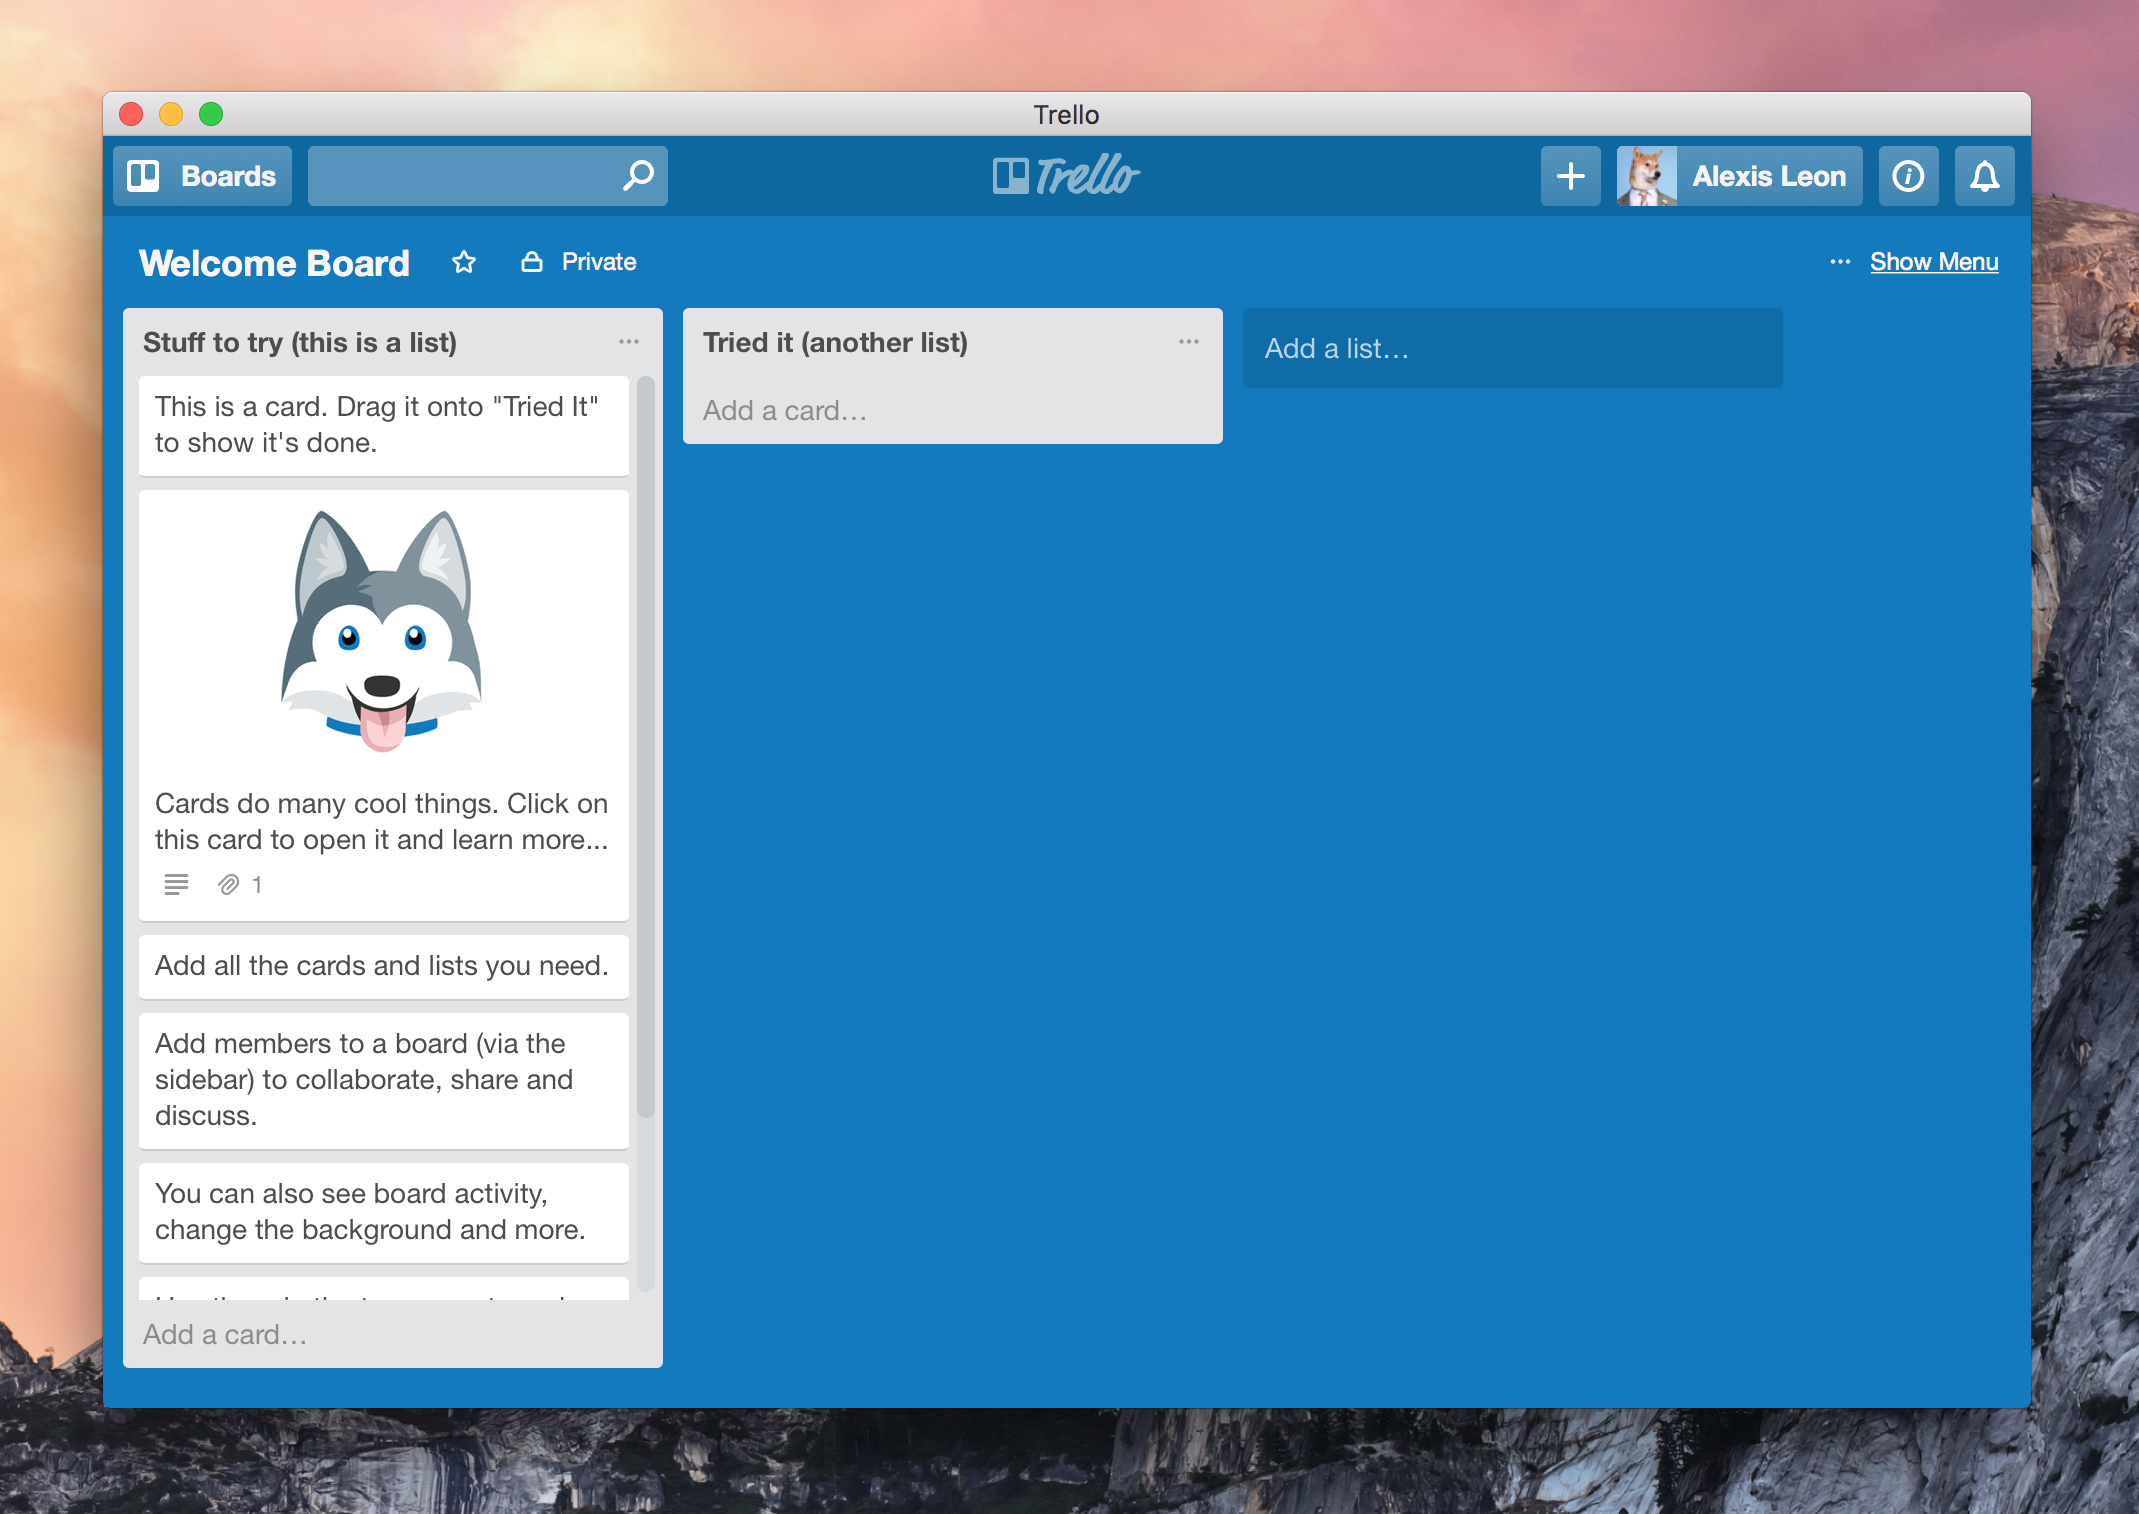 Trello
Boards
Trello
Alexis Leon
Welcome Board
Private
··· Show Menu
Stuff to try (this is a list)
This is a card. Drag it onto "Tried It"
to show it's done.
Cards do many cool things. Click on
this card to open it and learn more...
1
Add all the cards and lists you need.
Add members to a board (via the
sidebar) to collaborate, share and
discuss.
You can also see board activity,
change the background and more.
Add a card…
Tried it (another list)
Add a card…
Add a list…